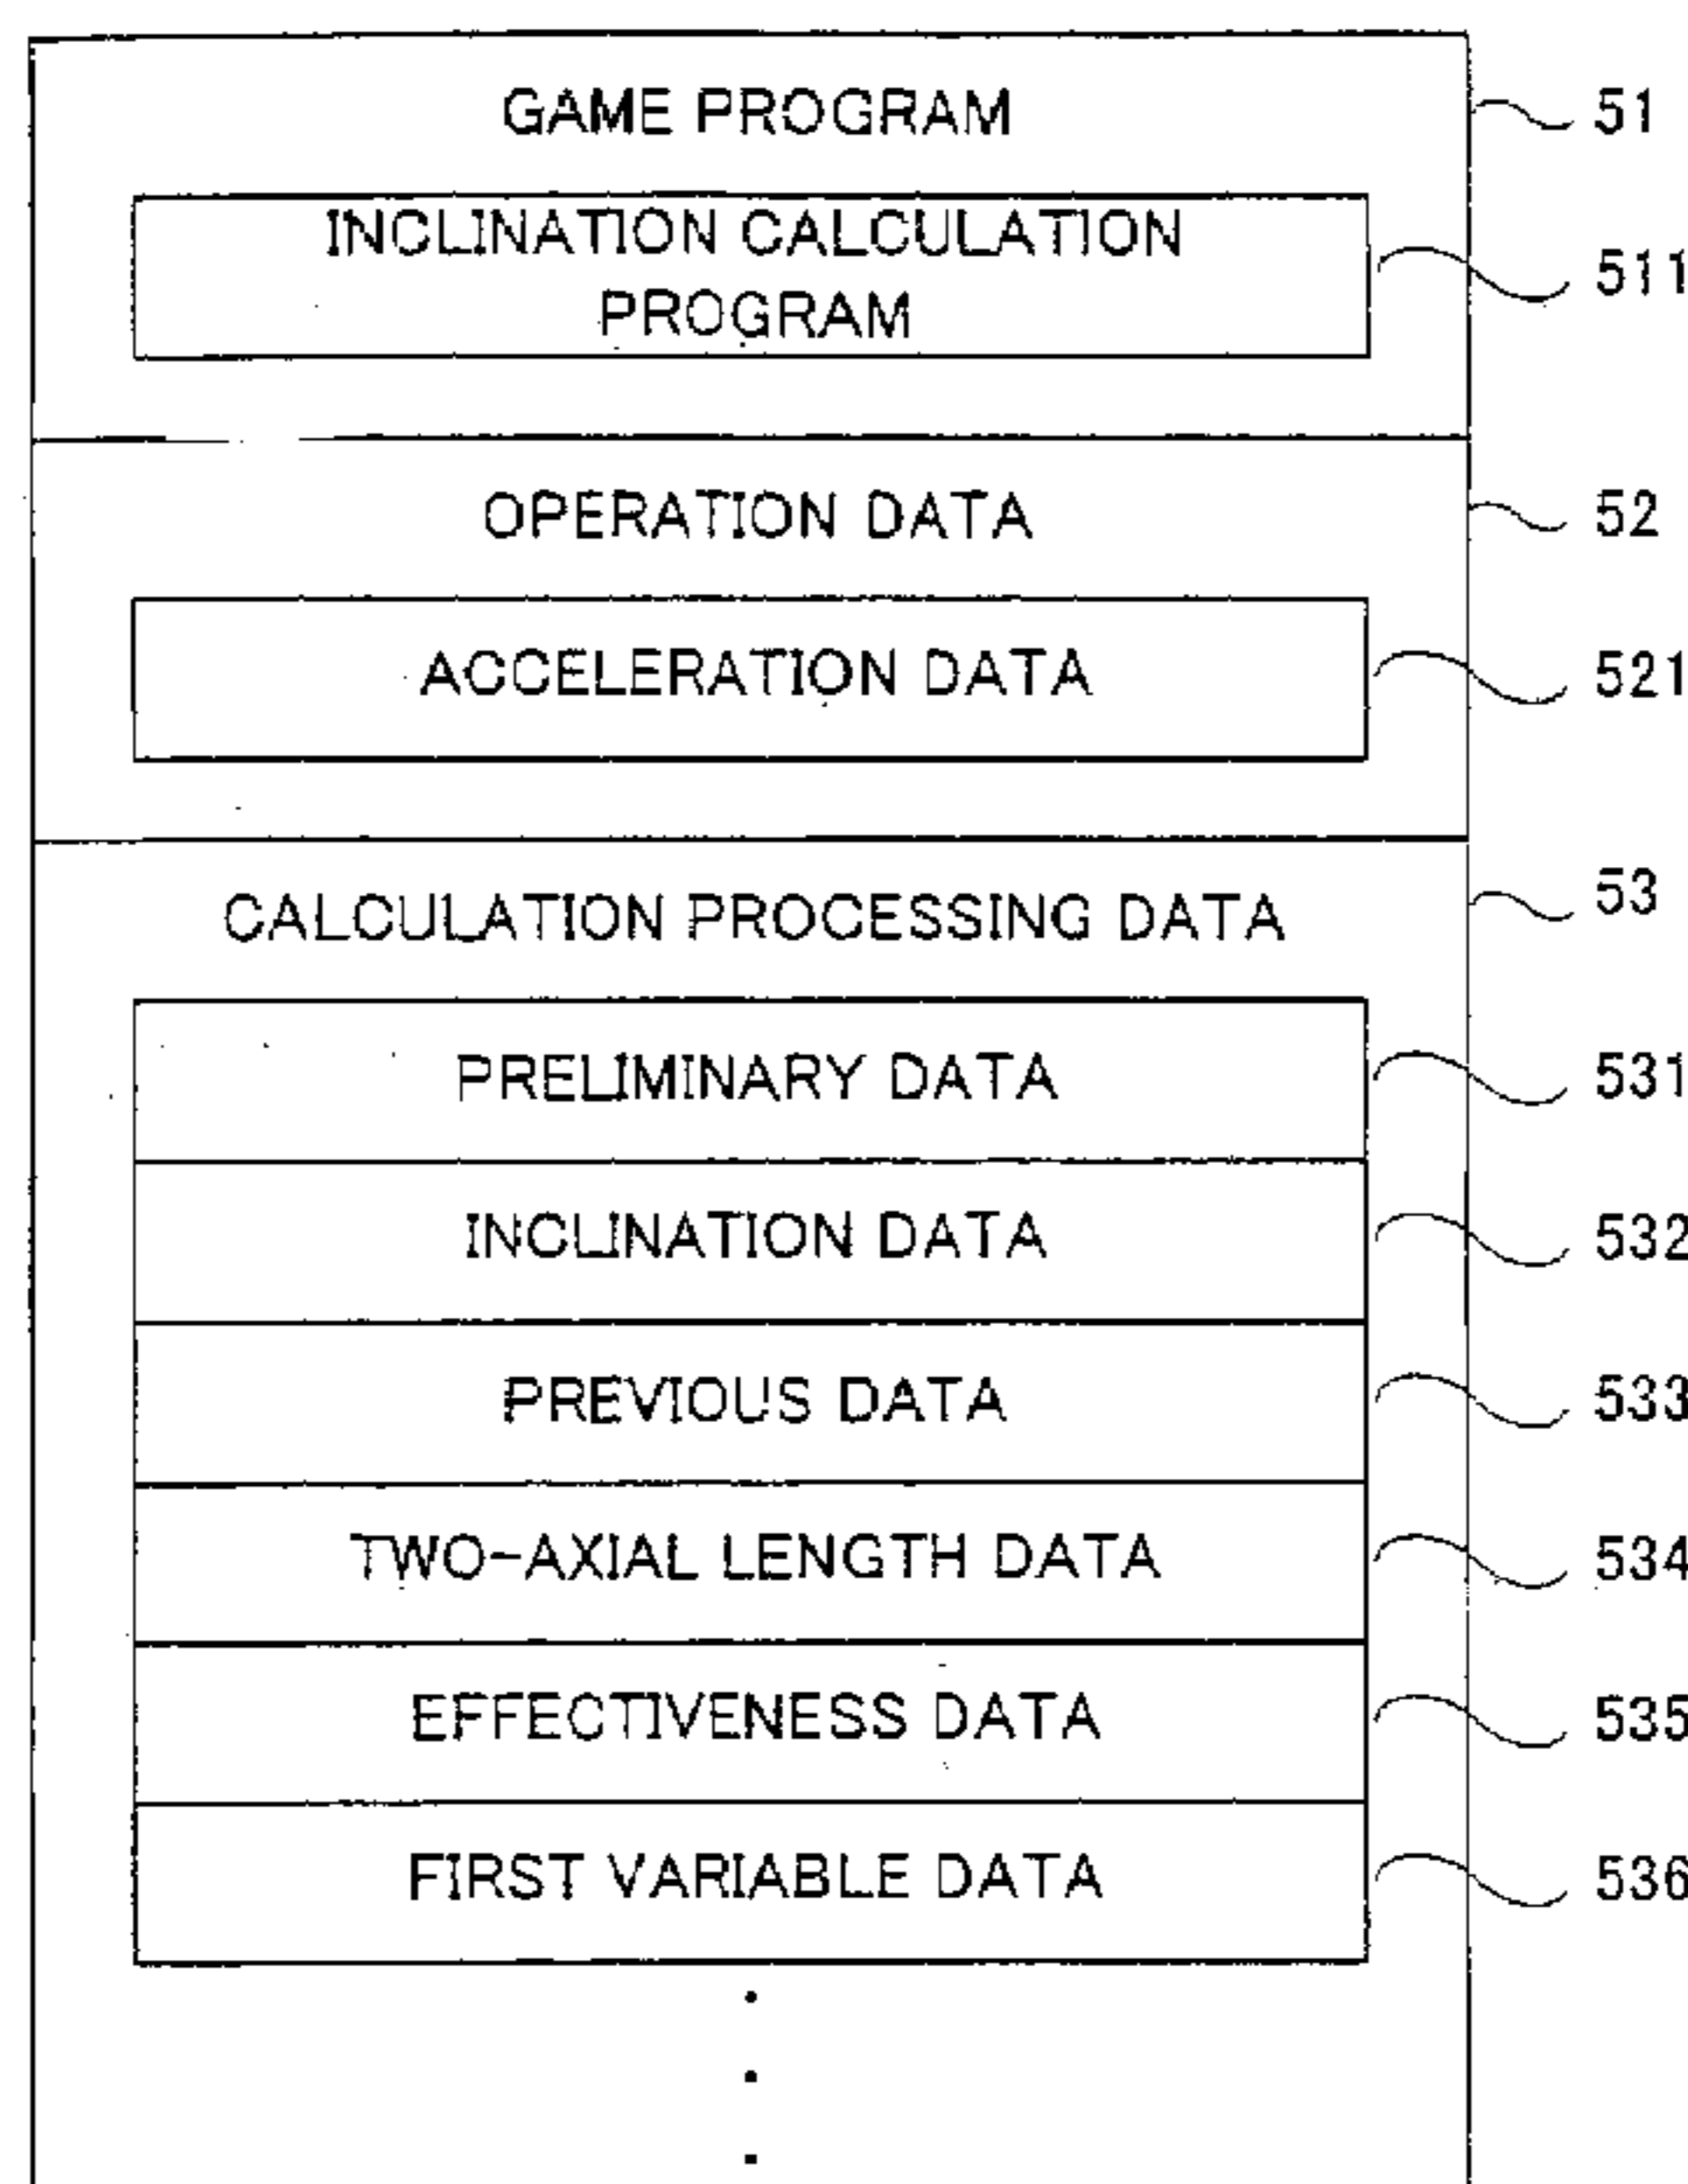 GAME PROGRAM
51
INCLINATION CALCULATION
PROGRAM
511
OPERATION DATA
52
ACCELERATION DATA
521
CALCULATION PROCESSING DATA
53
PRELIMINARY DATA
531
INCLINATION DATA
532
PREVIOUS DATA
533
TWO-AXIAL LENGTH DATA
534
EFFECTIVENESS DATA
535
FIRST VARIABLE DATA
536